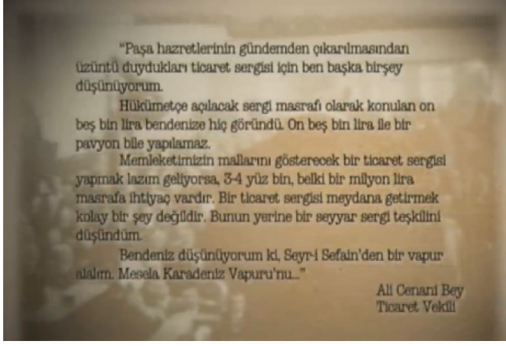 "Paşa hazretlerinin gündemden çıkarılmasından
üzüntü duydukları ticaret sergisi için ben başka birşey
düşünüyorum.
Hükümetçe açılacak sergi masrafı olarak konulan on
beş bin lira bendenize hiç göründü. On beş bin lira ile bir
pavyon bile yapılamaz.
Memleketimizin mallarını gösterecek bir ticaret sergisi
yapmak lazım geliyorsa, 3-4 yüz bin, belki bir milyon lira
masrafa ihtiyaç vardır. Bir ticaret sergisi meydana getirmek
kolay bir şey değildir. Bunun yerine bir seyyar sergi teşkilini
düşündüm.
Bendeniz düşünüyorum ki, Seyr-i Sefain'den bir vapur
alalım. Mesela Karadeniz Vapuru'nu..."
Ali Cenani Bey
Ticaret Vekili